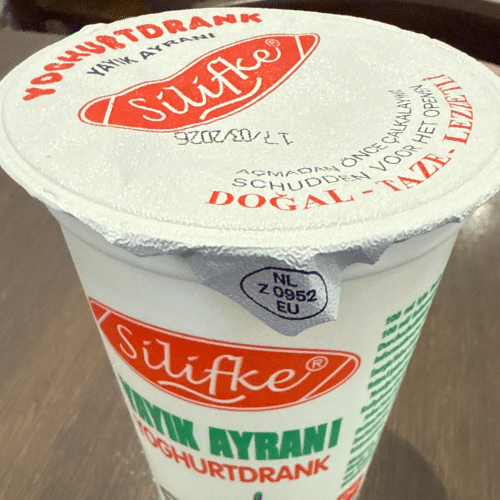 YOGHURTDRANK
YAYIK AYRANI
Silifke®
17/03/2026
AÇMADAN ÖNCE ÇALKALAYINIZ
SCHUDDEN VOOR HET OPENEN
DOĞAL - TAZE - LEZZETLİ
NL
Z 0952
EU
Silifke®
YAYIK AYRANI
YOGHURTDRANK